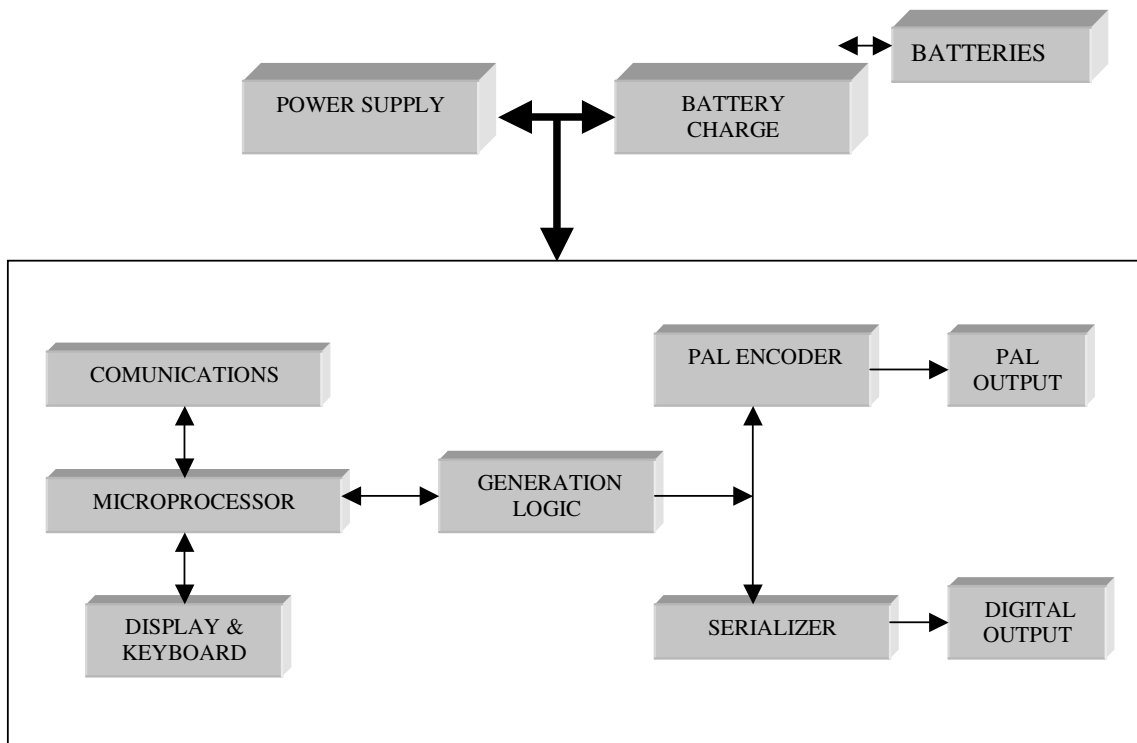 BATTERIES
POWER SUPPLY
BATTERY
CHARGE
COMUNICATIONS
PAL ENCODER
PAL
OUTPUT
MICROPROCESSOR
GENERATION
LOGIC
DISPLAY &
KEYBOARD
SERIALIZER
DIGITAL
OUTPUT